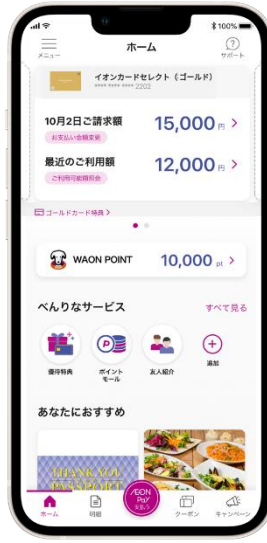 100%
メニュー
ホーム
サポート
イオンカードセレクト（ゴールド）
**** **** **** 2202
10月2日ご請求額
15,000 円
お支払い金額変更
最近のご利用額
12,000 円
ご利用可能額照会
ゴールドカード特典
WAON POINT
10,000 pt
べんりなサービス
すべて見る
優待特典
ポイント
モール
友人紹介
追加
あなたにおすすめ
THANK YOU
PASSPORT
ホーム
明細
AEON
Pay
支払う
クーポン
キャンペーン